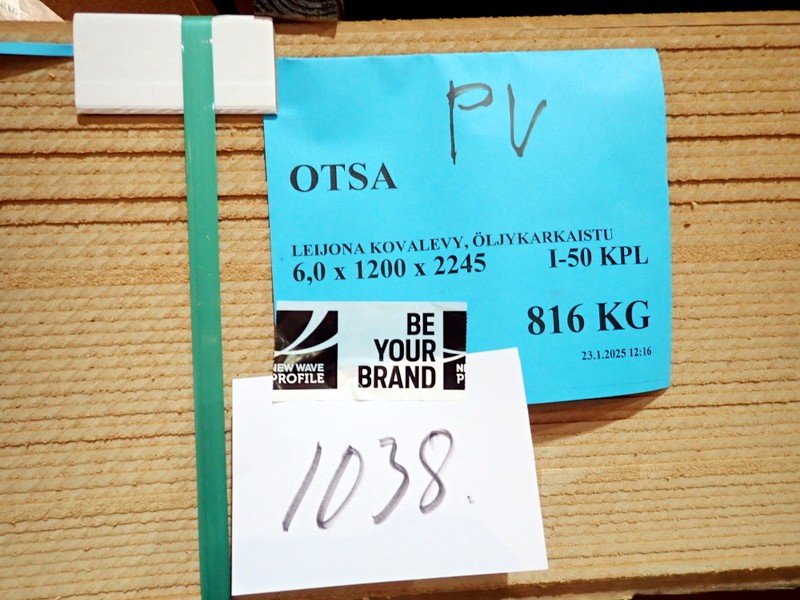 PV
OTSA
LEIJONA KOVALEVY, ÖLJYKARKAISTU
6,0 x 1200 x 2245 I-50 KPL
816 KG
23.1.2025 12:16
BE
YOUR
BRAND
NEW WAVE
PROFILE
1038.